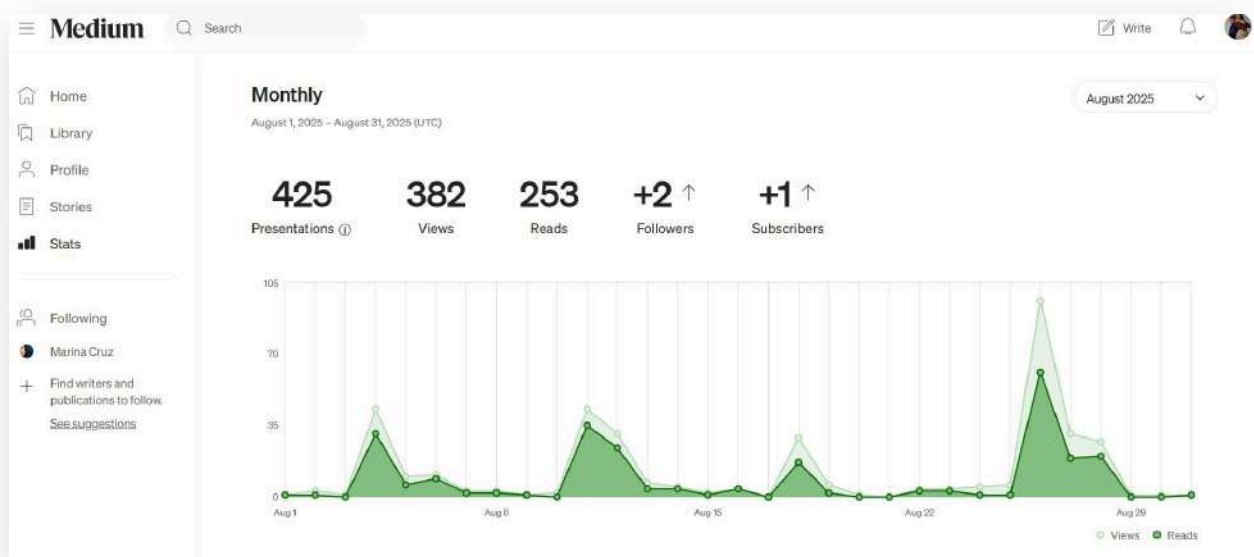 Medium
Search
Write
Home
Library
Profile
Stories
Stats
Following
Marina Cruz
Find writers and
publications to follow.
See suggestions
Monthly
August 1, 2025 – August 31, 2025 (UTC)
August 2025
425
Presentations
382
Views
253
Reads
+2 ↑
Followers
+1 ↑
Subscribers
105
70
35
0
Aug 1
Aug 8
Aug 15
Aug 22
Aug 29
Views
Reads